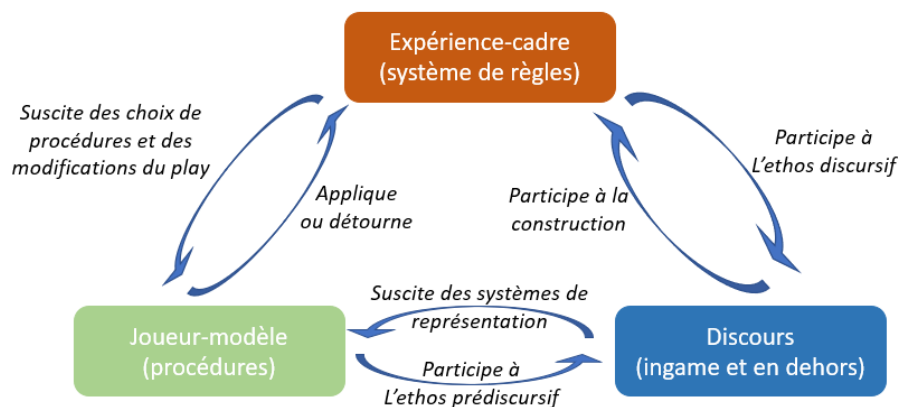 Expérience-cadre
(système de règles)
Suscite des choix de
procédures et des
modifications du play
Participe à
L'ethos discursif
Applique
ou détourne
Participe à la
construction
Suscite des systèmes de
représentation
Joueur-modèle
(procédures)
Discours
(ingame et en dehors)
Participe à
L'ethos prédiscursif